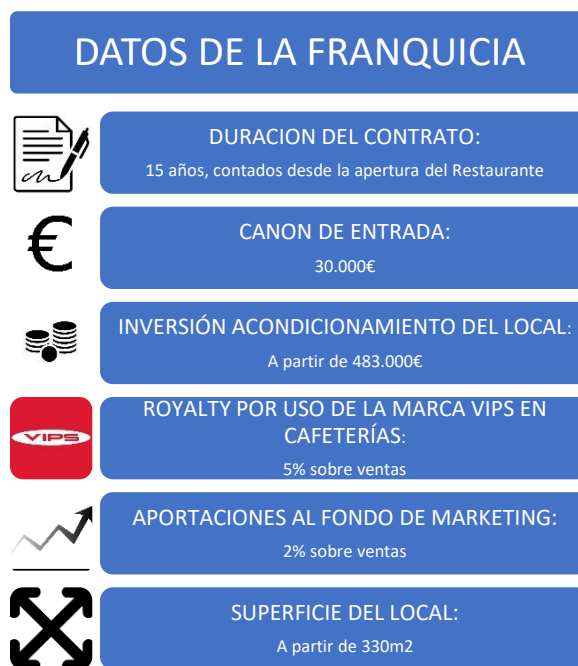 DATOS DE LA FRANQUICIA
DURACION DEL CONTRATO:
15 años, contados desde la apertura del Restaurante
€
CANON DE ENTRADA:
30.000€
INVERSIÓN ACONDICIONAMIENTO DEL LOCAL:
A partir de 483.000€
VIPS
ROYALTY POR USO DE LA MARCA VIPS EN
CAFETERÍAS:
5% sobre ventas
APORTACIONES AL FONDO DE MARKETING:
2% sobre ventas
SUPERFICIE DEL LOCAL:
A partir de 330m2